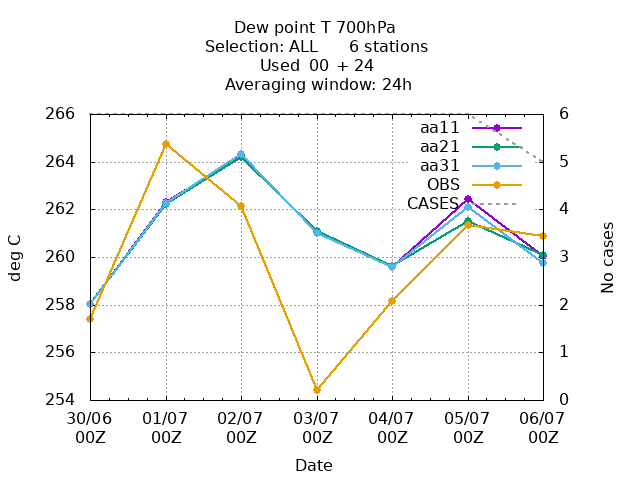 Dew point T 700hPa
Selection: ALL 6 stations
Used 00 + 24
Averaging window: 24h
266 6
aa11
aa21
264 5
aa31
OBS
CASES
262 4
260 3
258 2
256 1
254 0
deg C
No cases
30/06 01/07 02/07 03/07 04/07 05/07 06/07
00Z 00Z 00Z 00Z 00Z 00Z 00Z
Date